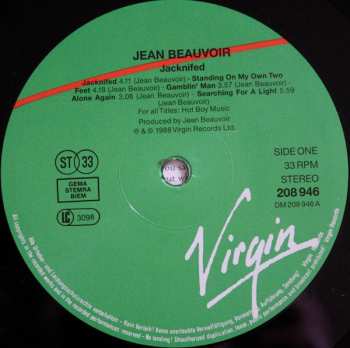 JEAN BEAUVOIR
Jacknifed
Jacknifed 4.11 (Jean Beauvoir) - Standing On My Own Two
Feet 4.18 (Jean Beauvoir) - Gamblin' Man 3.57 (Jean Beauvoir)
- Alone Again 3.08 (Jean Beauvoir) - Searching For A Light 5.59
(Jean Beauvoir)
For all Titles: Hot Boy Music
Produced by Jean Beauvoir
℗ & © 1988 Virgin Records Ltd.
ST 33
GEMA
STEMRA
BIEM
LC 3098
SIDE ONE
33 RPM
STEREO
208 946
DM 208 946 A
Virgin